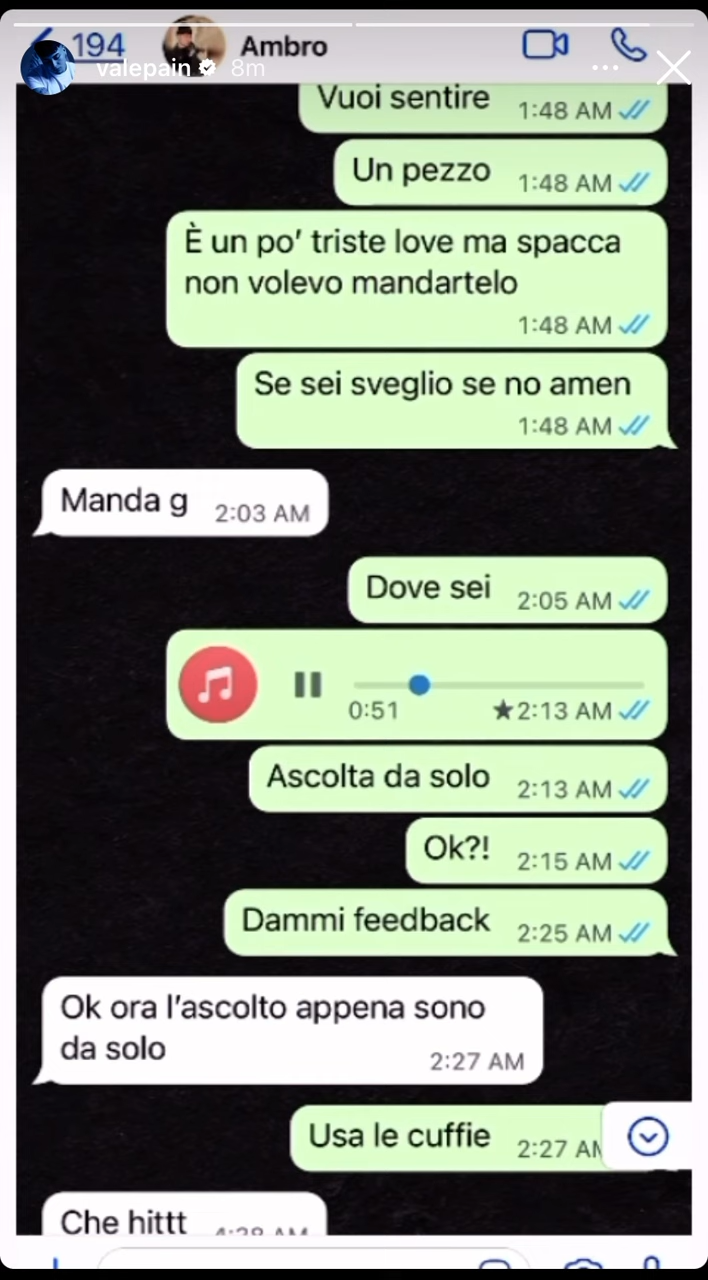 194
Ambro
valepain
8m
Vuoi sentire
1:48 AM
Un pezzo
1:48 AM
È un po’ triste love ma spacca
non volevo mandartelo
1:48 AM
Se sei sveglio se no amen
1:48 AM
Manda g
2:03 AM
Dove sei
2:05 AM
0:51
2:13 AM
Ascolta da solo
2:13 AM
Ok?!
2:15 AM
Dammi feedback
2:25 AM
Ok ora l’ascolto appena sono
da solo
2:27 AM
Usa le cuffie
2:27
Che hittt